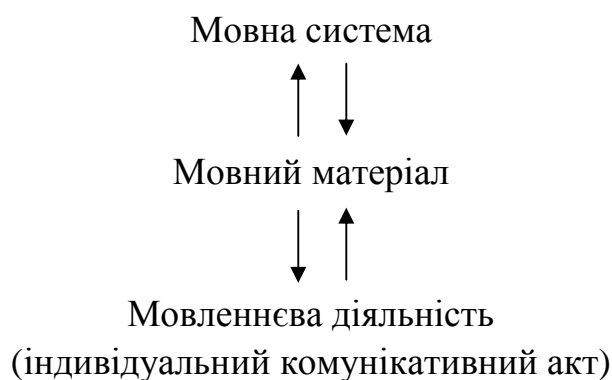 Мовна система
Мовний матеріал
Мовленнєва діяльність
(індивідуальний комунікативний акт)